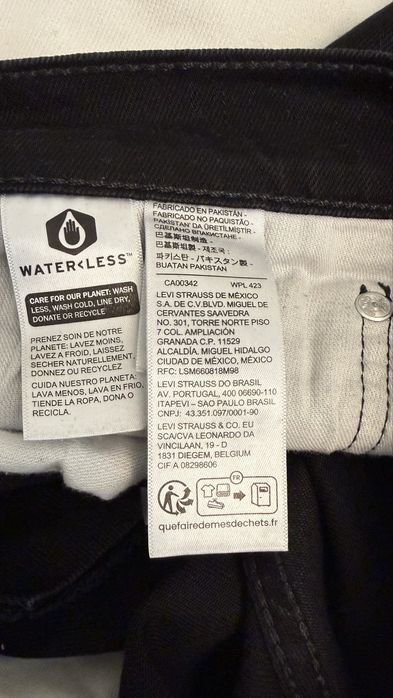 WATER<LESS™
CARE FOR OUR PLANET: WASH
LESS, WASH COLD, LINE DRY,
DONATE OR RECYCLE
PRENEZ SOIN DE NOTRE
PLANETE: LAVEZ MOINS,
LAVEZ A FROID, LAISSEZ
SECHER NATURELLEMENT,
DONNEZ OU RECYCLEZ
CUIDA NUESTRO PLANETA:
LAVA MENOS, LAVA EN FRIO,
TIENDE LA ROPA, DONA O
RECICLA.
FABRICADO EN PAKISTÁN -
FABRICADO NO PAQUISTÃO -
PAKISTAN' DA ÜRETİLMİŞTİR -
СДЕЛАНО В ПАКИСТАНЕ -
巴基斯坦制造 -
巴基斯坦製 - 제조국 :
파키스탄 - パキスタン製 -
BUATAN PAKISTAN
CA00342 WPL 423
LEVI STRAUSS DE MÉXICO
S.A. DE C.V.BLVD. MIGUEL DE
CERVANTES SAAVEDRA
NO. 301, TORRE NORTE PISO
7 COL. AMPLIACIÓN
GRANADA C.P. 11529
ALCALDÍA. MIGUEL HIDALGO
CIUDAD DE MÉXICO, MÉXICO
RFC: LSM660818M98
LEVI STRAUSS DO BRASIL
AV. PORTUGAL, 400 06690-110
ITAPEVI – SAO PAULO BRASIL
CNPJ: 43.351.097/0001-90
LEVI STRAUSS & CO. EU
SCA/CVA LEONARDO DA
VINCILAAN, 19 - D
1831 DIEGEM, BELGIUM
CIF A 08298606
FR
quefairedemesdechets.fr